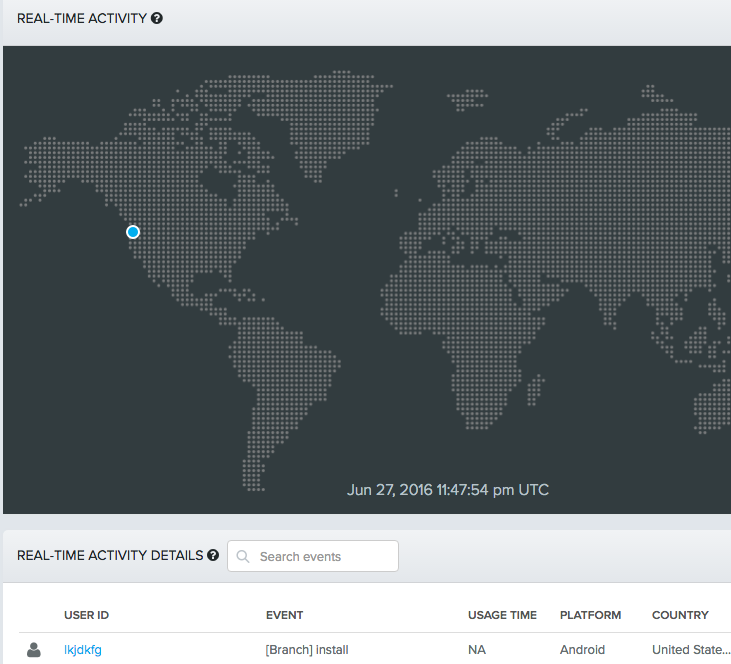 REAL-TIME ACTIVITY ?
Jun 27, 2016 11:47:54 pm UTC
REAL-TIME ACTIVITY DETAILS ? Search events
USER ID EVENT USAGE TIME PLATFORM COUNTRY
lkjdkfg [Branch] install NA Android United State...